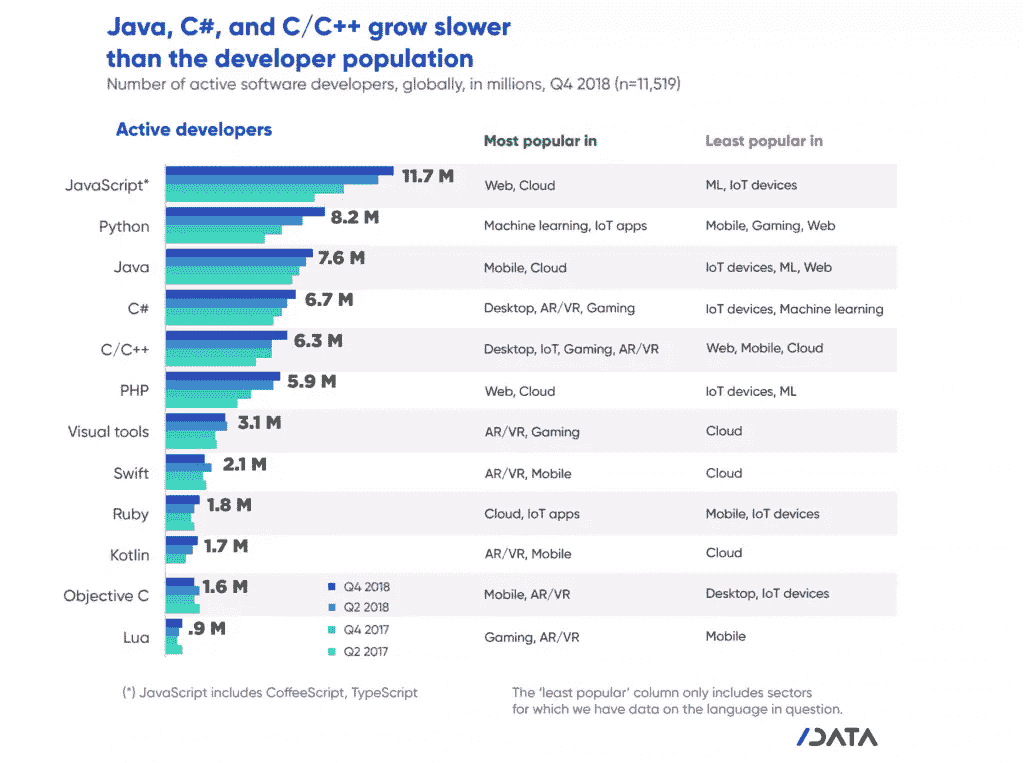 Java, C#, and C/C++ grow slower
than the developer population
Number of active software developers, globally, in millions, Q4 2018 (n=11,519)
Active developers
Most popular in
Least popular in
JavaScript* 11.7 M Web, Cloud ML, IoT devices
Python 8.2 M Machine learning, IoT apps Mobile, Gaming, Web
Java 7.6 M Mobile, Cloud IoT devices, ML, Web
C# 6.7 M Desktop, AR/VR, Gaming IoT devices, Machine learning
C/C++ 6.3 M Desktop, IoT, Gaming, AR/VR Web, Mobile, Cloud
PHP 5.9 M Web, Cloud IoT devices, ML
Visual tools 3.1 M AR/VR, Gaming Cloud
Swift 2.1 M AR/VR, Mobile Cloud
Ruby 1.8 M Cloud, IoT apps Mobile, IoT devices
Kotlin 1.7 M AR/VR, Mobile Cloud
Objective C 1.6 M Mobile, AR/VR Desktop, IoT devices
Lua .9 M Gaming, AR/VR Mobile
Q4 2018
Q2 2018
Q4 2017
Q2 2017
(*) JavaScript includes CoffeeScript, TypeScript
The ‘least popular’ column only includes sectors
for which we have data on the language in question.
/DATA